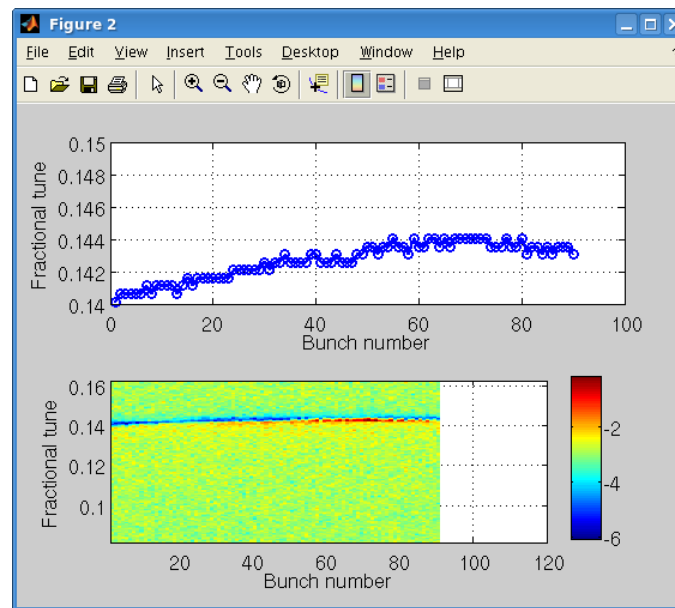 Figure 2
File Edit View Insert Tools Desktop Window Help
0.15
0.148
0.146
0.144
0.142
0.14
Fractional tune
0 20 40 60 80 100
Bunch number
0.16
0.14
0.12
0.1
Fractional tune
20 40 60 80 100 120
Bunch number
-2
-4
-6